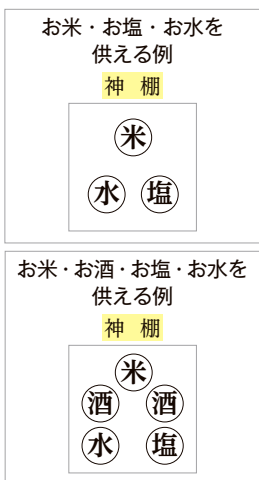 お米・お塩・お水を
供える例
神 棚
米
水 塩
お米・お酒・お塩・お水を
供える例
神 棚
米
酒 酒
水 塩